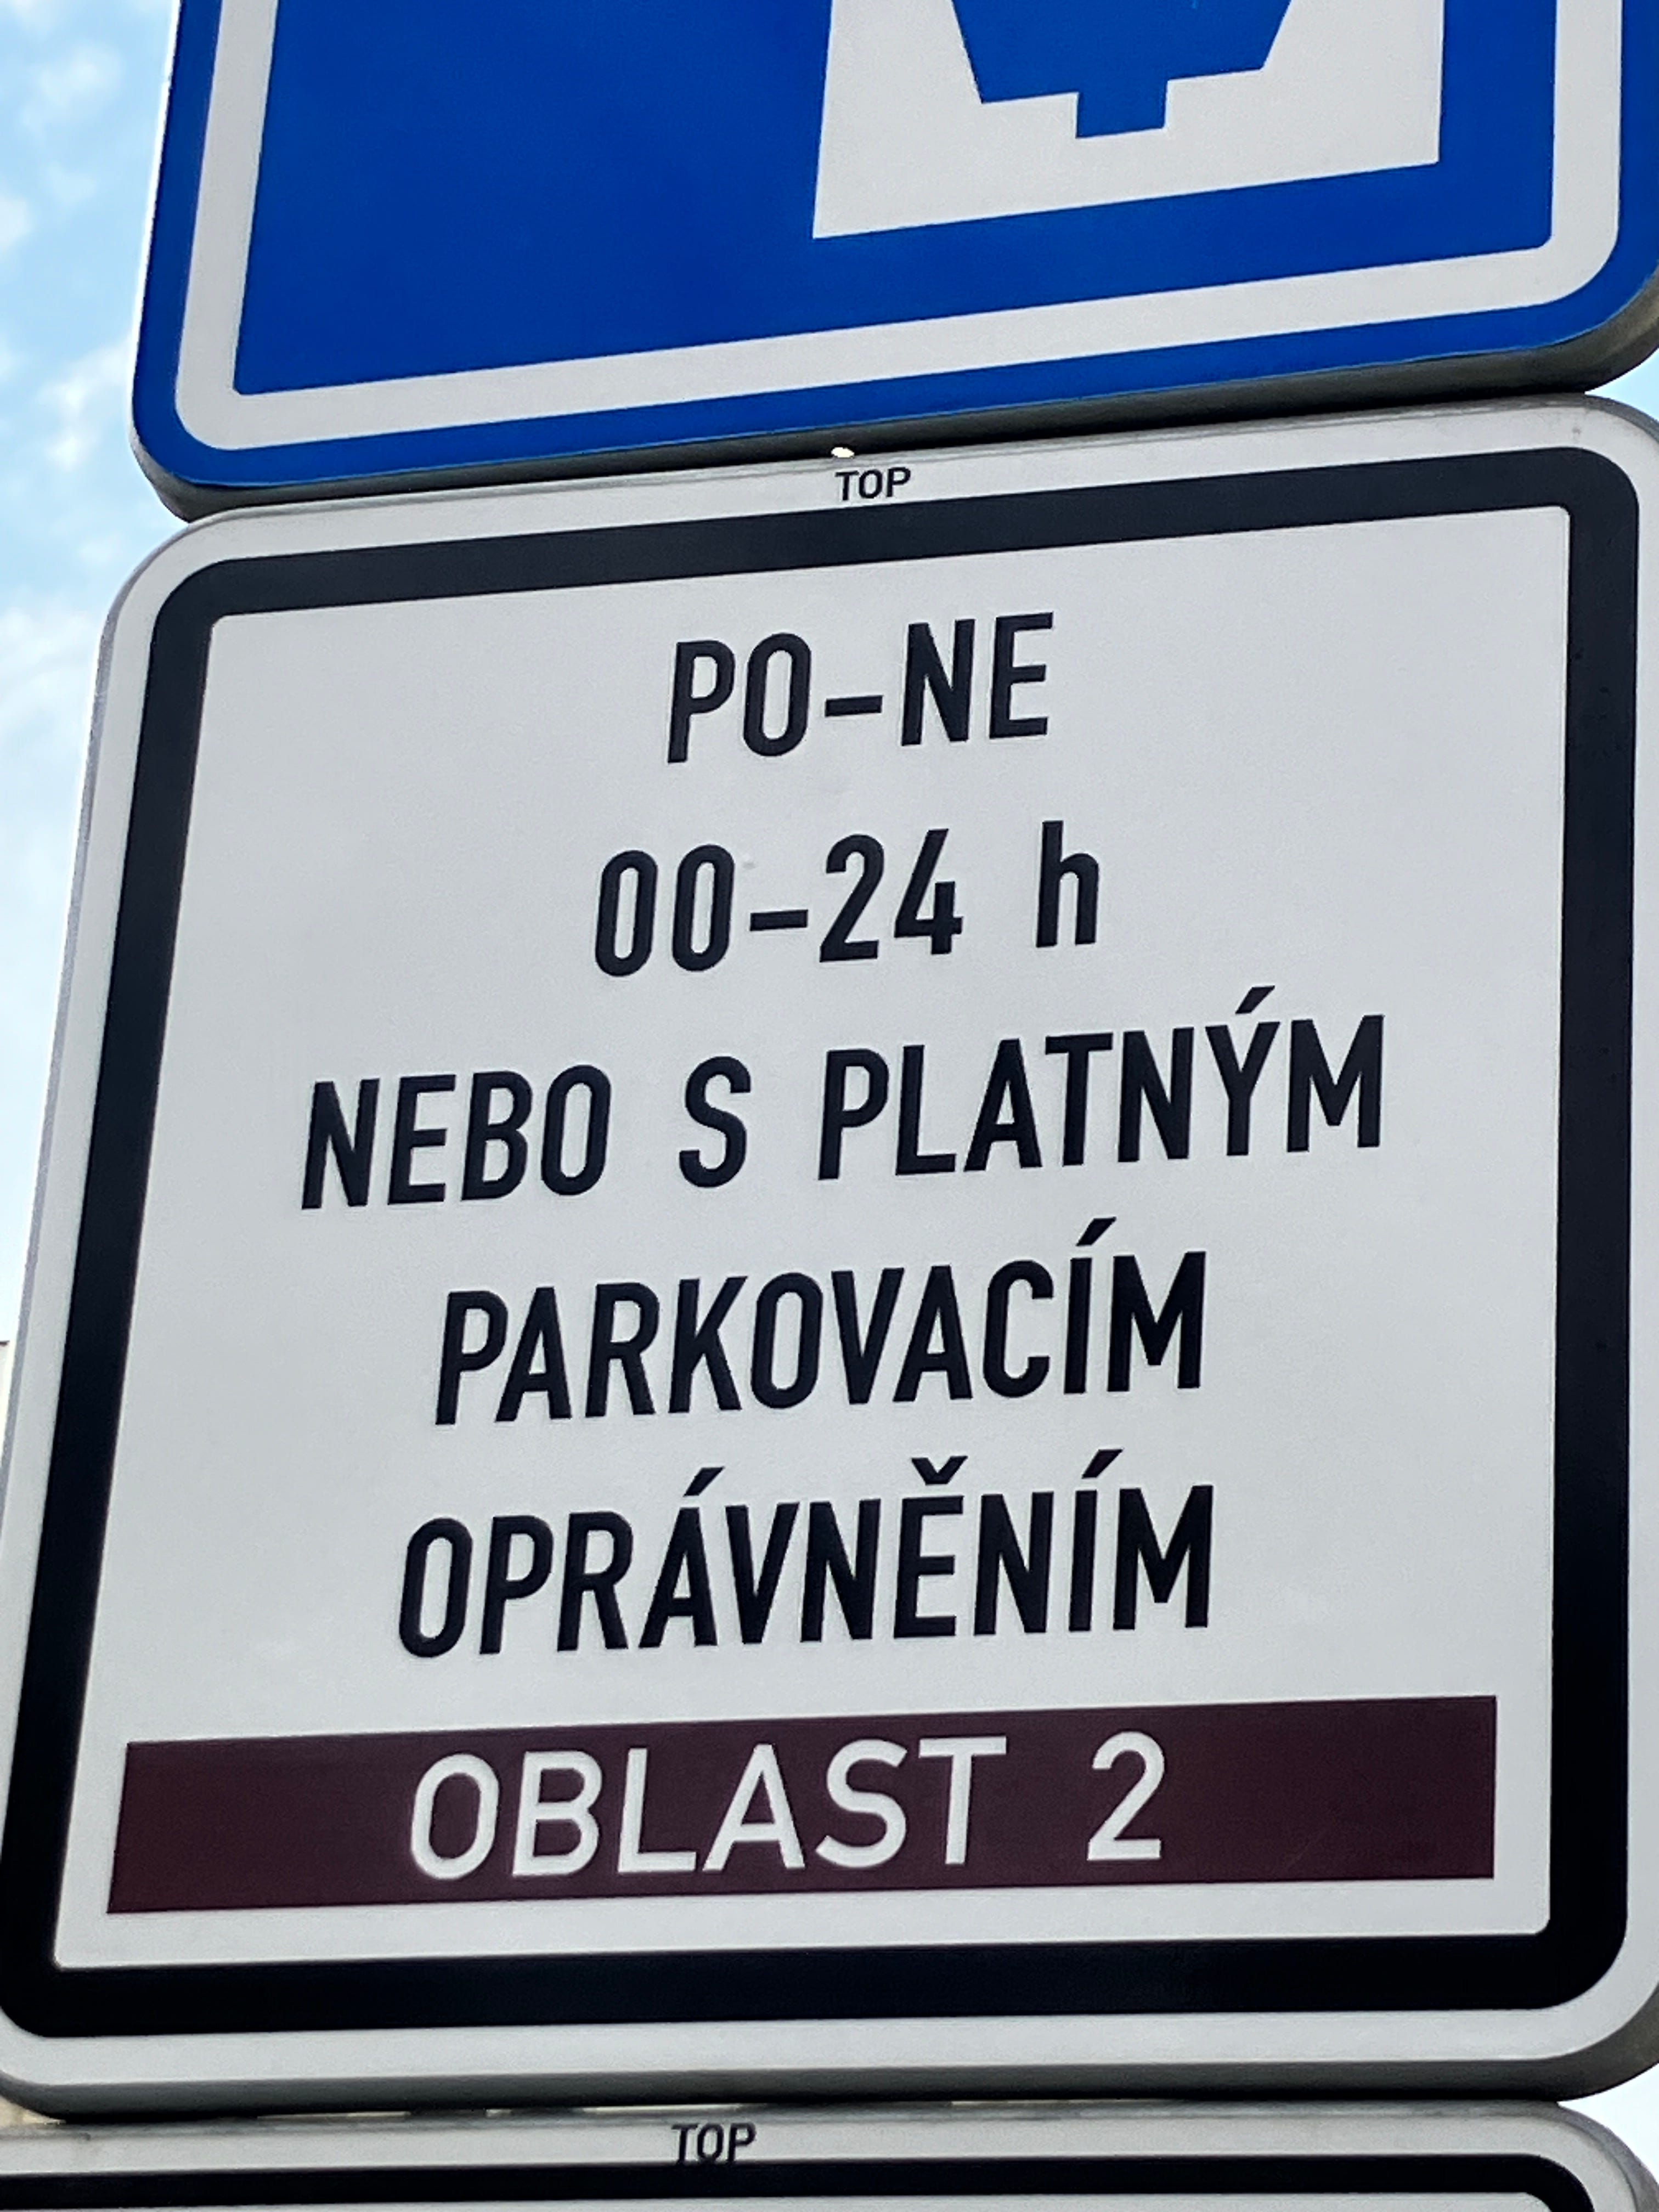 TOP
PO-NE
00-24 h
NEBO S PLATNÝM
PARKOVACÍM
OPRÁVNĚNÍM
OBLAST 2
TOP